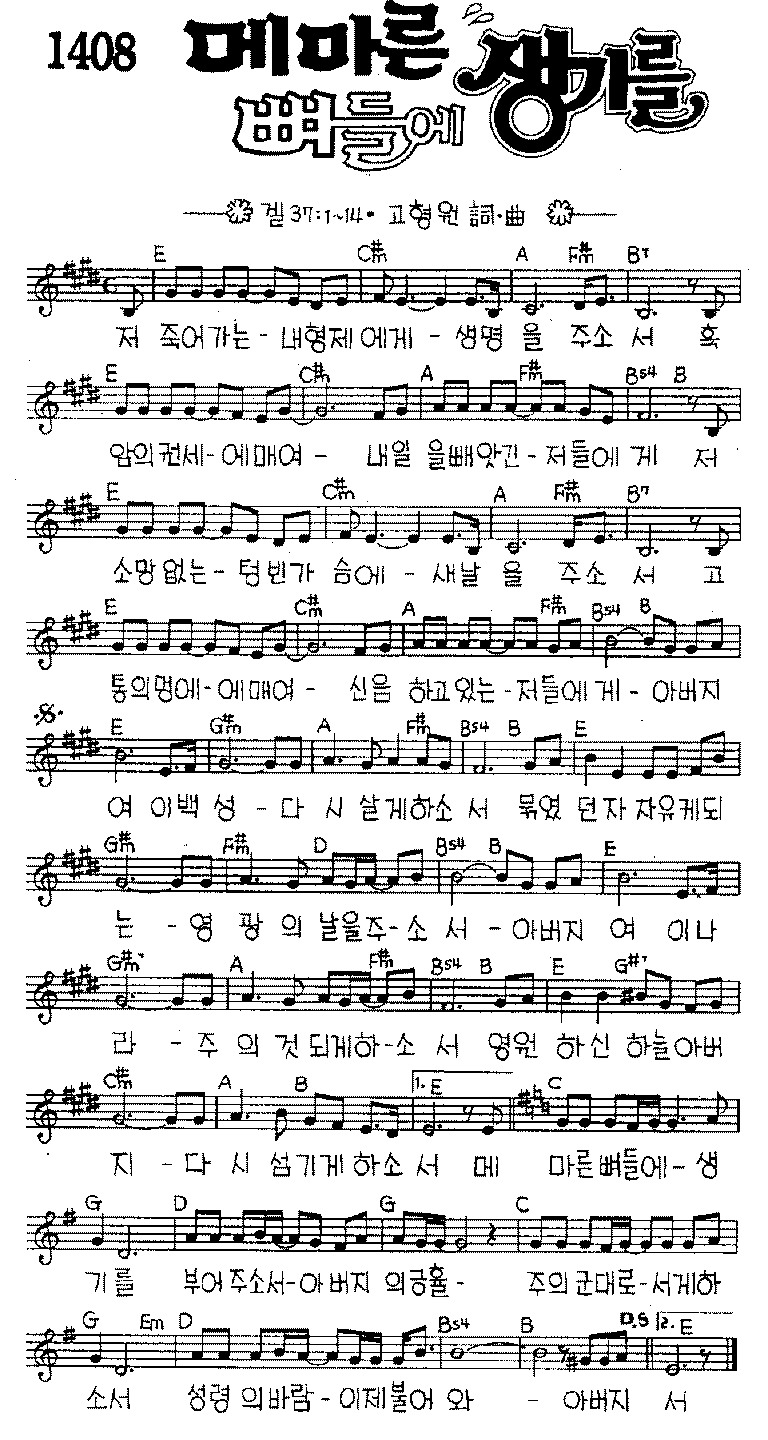 1408 메마른
뼈들에 생기를
겔 37:1~14 · 고형원 詞·曲
E C#m A F#m B7
저 죽어가는 - 내형제에게 - 생명 을 주소 서 흑
E C#m A F#m Bs4 B
암의권세-에매여 - 내일 을빼앗긴-저들에 게 저
E C#m A F#m B7
소망없는-텅빈가 슴에 - 새날 을 주소 서 고
E C#m A F#m Bs4 B
통의멍에-에매여 - 신음 하고있는-저들에게-아버지
E G#m A F#m Bs4 B E
여 이백 성 - 다 시 살게하소 서 묶였 던자 자유케되
G#m F#m D Bs4 B E
는 - 영 광 의 날을주-소 서 - 아버지 여 이나
G#m A F#m Bs4 B E G#7
라 - 주 의 것 되게하-소 서 영원 하신 하늘아버
C#m A B 1. E C
지 - 다 시 섬기게 하소 서 메 마른뼈들에-생
G D G C
기를 부어주소서-아버지 의긍휼 - 주의군대로-서게하
G Em D Bs4 B D.S 2. E
소서 성령 의바람 - 이제불어 와 - 아버지 서